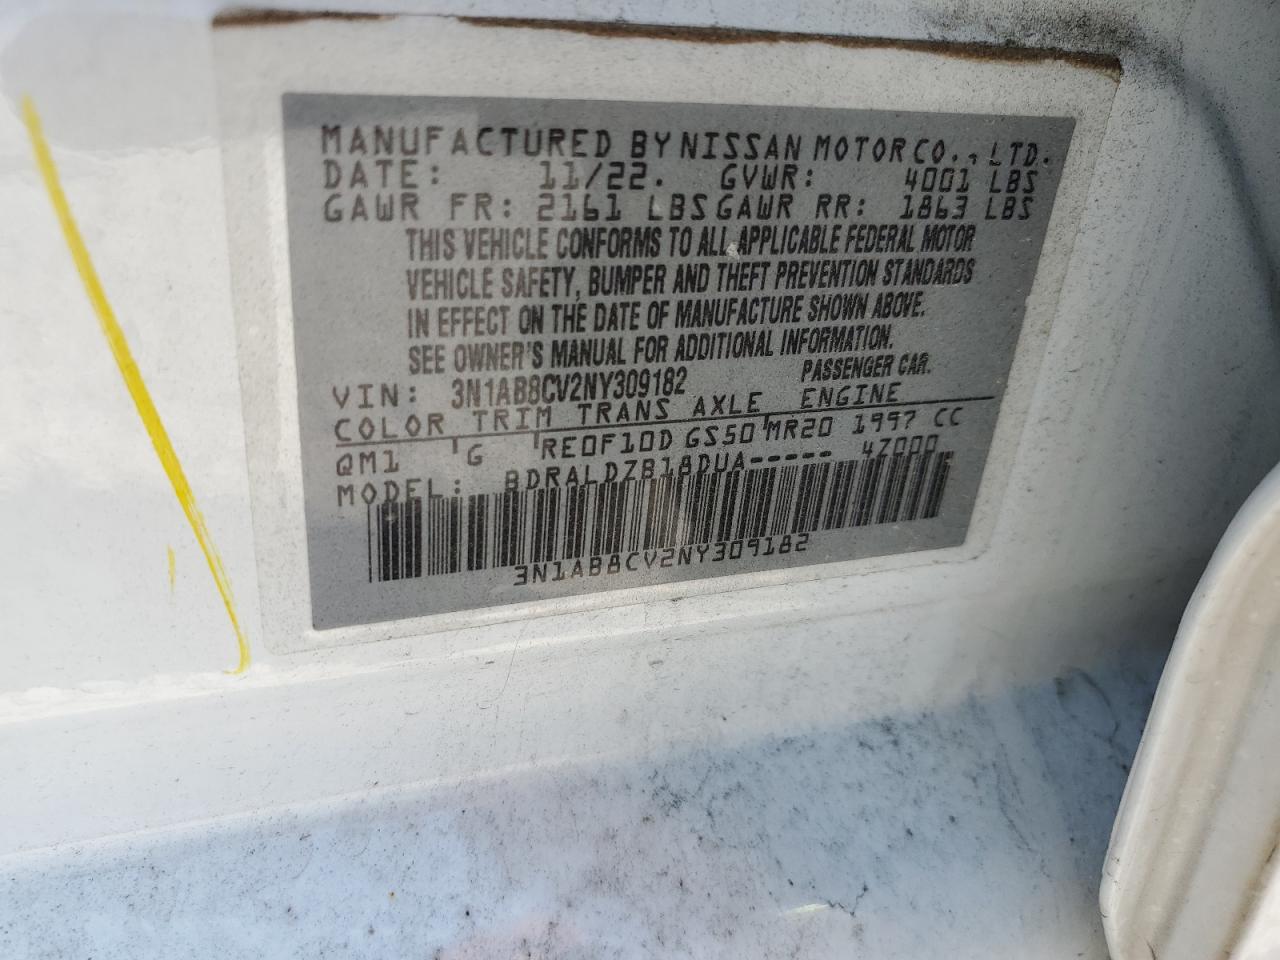 MANUFACTURED BY NISSAN MOTOR CO., LTD.
DATE: 11/22. GVWR: 4001 LBS
GAWR FR: 2161 LBS GAWR RR: 1863 LBS
THIS VEHICLE CONFORMS TO ALL APPLICABLE FEDERAL MOTOR
VEHICLE SAFETY, BUMPER AND THEFT PREVENTION STANDARDS
IN EFFECT ON THE DATE OF MANUFACTURE SHOWN ABOVE.
SEE OWNER'S MANUAL FOR ADDITIONAL INFORMATION.
VIN: 3N1AB8CV2NY309182 PASSENGER CAR.
COLOR TRIM TRANS AXLE ENGINE
QM1 G RE0F10D GS50 MR20 1997 CC
MODEL: BDRALDZB18DUA----- 4Z000
3N1AB8CV2NY309182